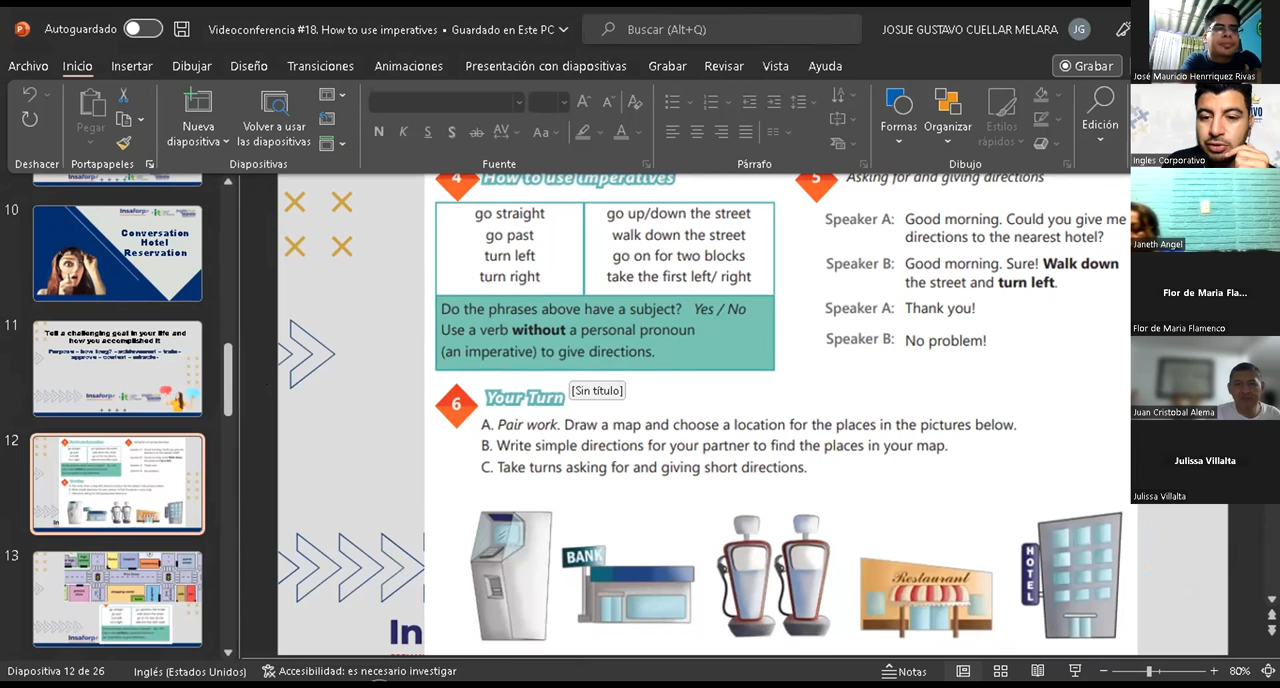 Autoguardado
Videoconferencia #18. How to use imperatives • Guardado en Este PC
Buscar (Alt+Q)
JOSUE GUSTAVO CUELLAR MELARA
JG
Archivo
Inicio
Insertar
Dibujar
Diseño
Transiciones
Animaciones
Presentación con diapositivas
Grabar
Revisar
Vista
Ayuda
Grabar
Pegar
Nueva
diapositiva
Volver a usar
las diapositivas
Formas
Organizar
Estilos
rápidos
Edición
Deshacer
Portapapeles
Diapositivas
Fuente
Párrafo
Dibujo
10
Insaforp
Conversation
Hotel
Reservation
11
Tell a challenging goal in your life and
how you accomplished it
Insaforp
12
13
Insaforp
4
How to use imperatives
go straight
go past
turn left
turn right
go up/down the street
walk down the street
go on for two blocks
take the first left/ right
Do the phrases above have a subject? Yes / No
Use a verb without a personal pronoun
(an imperative) to give directions.
5
Asking for and giving directions
Speaker A: Good morning. Could you give me
directions to the nearest hotel?
Speaker B: Good morning. Sure! Walk down
the street and turn left.
Speaker A: Thank you!
Speaker B: No problem!
6
Your Turn
[Sin título]
A. Pair work. Draw a map and choose a location for the places in the pictures below.
B. Write simple directions for your partner to find the places in your map.
C. Take turns asking for and giving short directions.
BANK
Restaurant
HOTEL
In
José Mauricio Henrriquez Rivas
Ingles Corporativo
Janeth Angel
Flor de Maria Fla...
Flor de Maria Flamenco
Juan Cristobal Alema
Julissa Villalta
Julissa Villalta
Diapositiva 12 de 26
Inglés (Estados Unidos)
Accesibilidad: es necesario investigar
Notas
80%